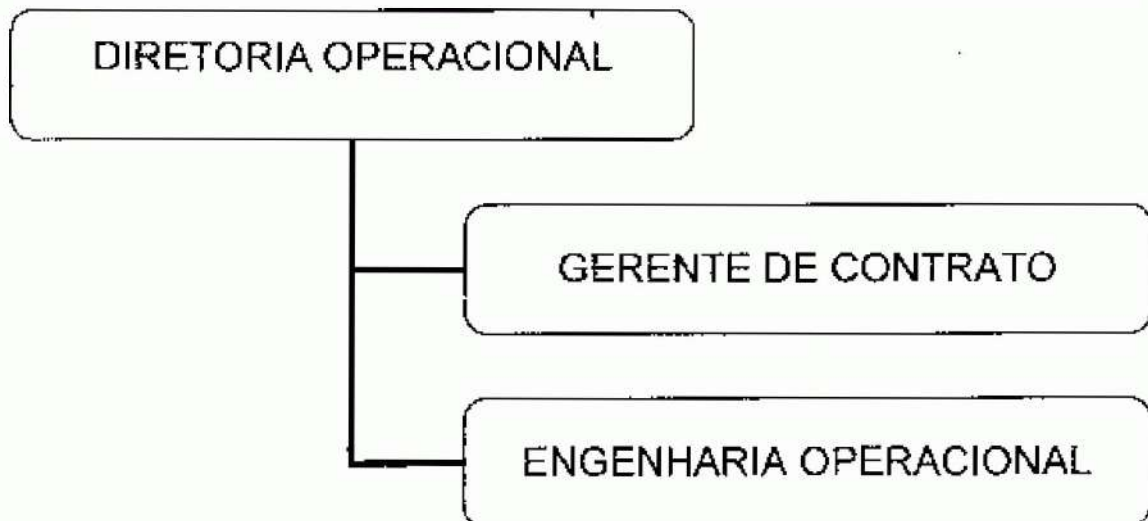 DIRETORIA OPERACIONAL
GERENTE DE CONTRATO
ENGENHARIA OPERACIONAL